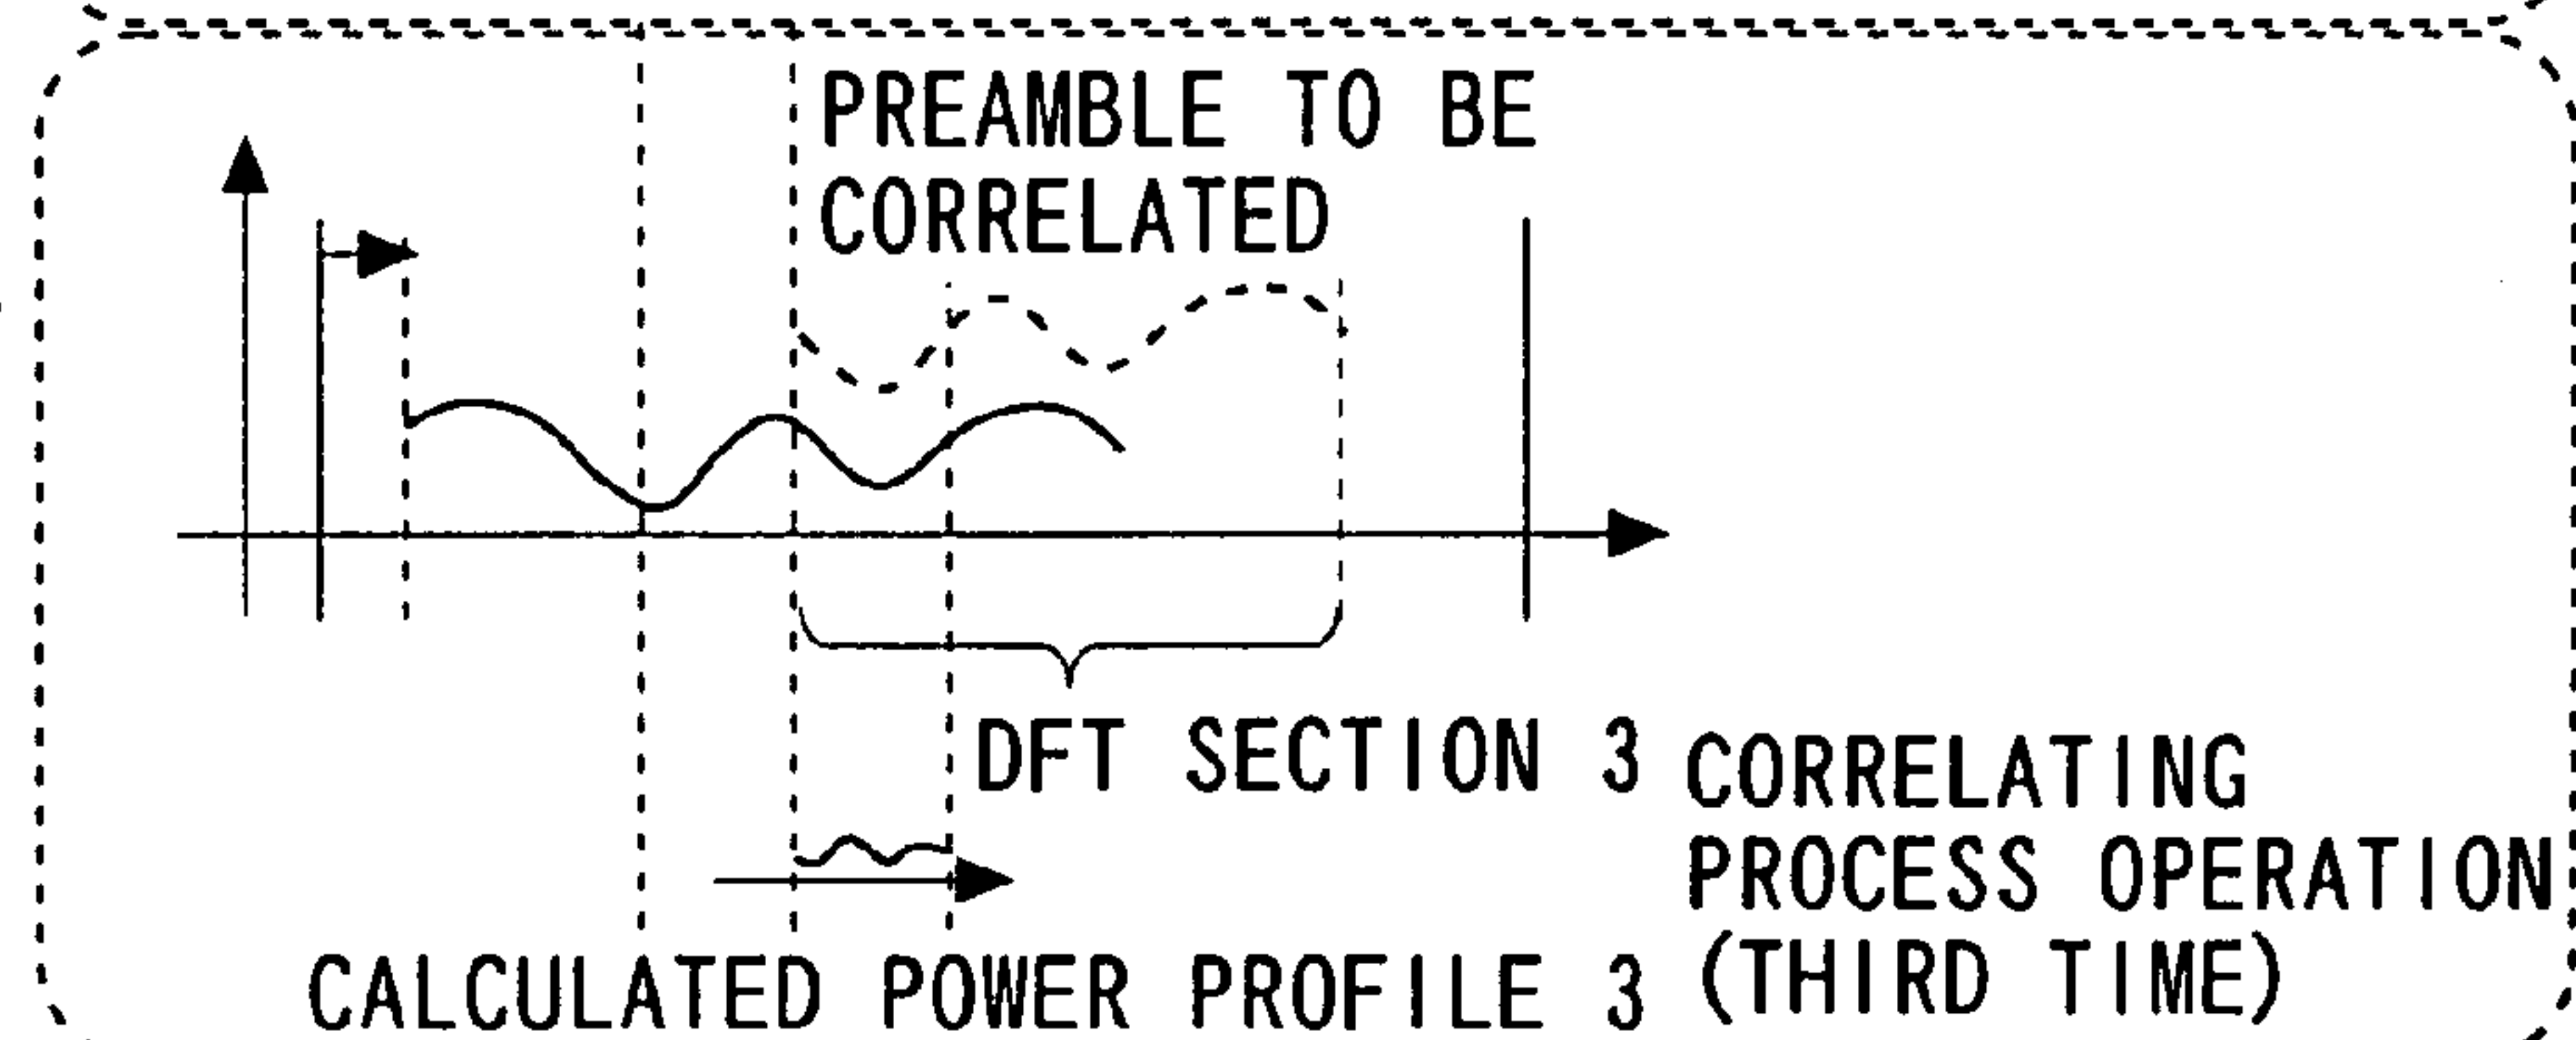 PREAMBLE TO BE
CORRELATED
DFT SECTION 3
CORRELATING
PROCESS OPERATION
(THIRD TIME)
CALCULATED POWER PROFILE 3